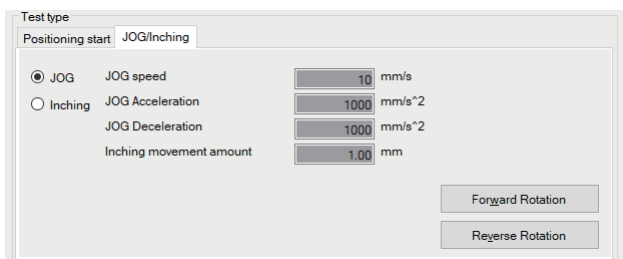 Test type
Positioning start JOG/Inching
JOG JOG speed 10 mm/s
Inching JOG Acceleration 1000 mm/s^2
JOG Deceleration 1000 mm/s^2
Inching movement amount 1.00 mm
Forward Rotation
Reverse Rotation